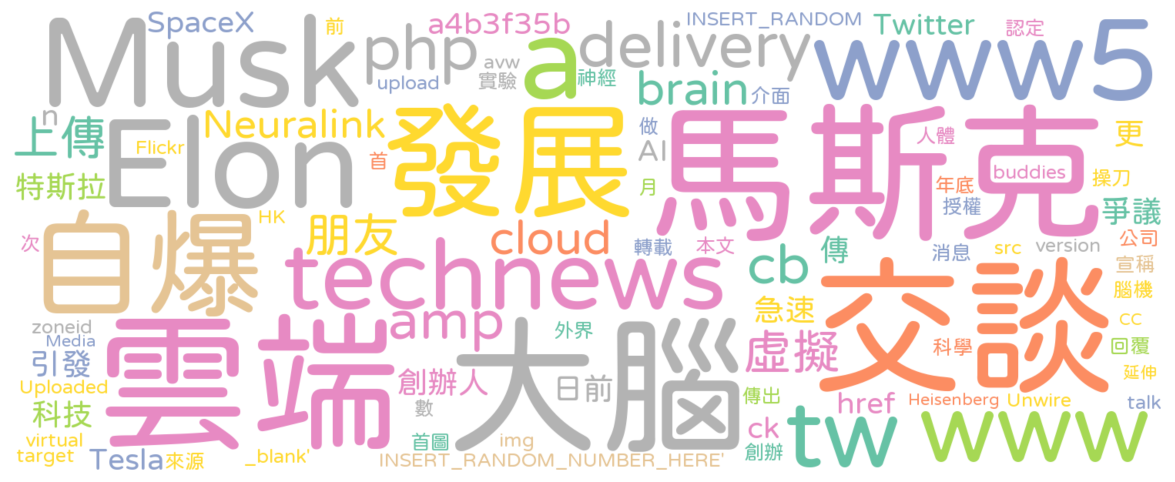 SpaceX
前
a4b3f35b
INSERT_RANDOM
Twitter
認定
Musk
php
avw
實驗
upload
a
神經
delivery
brain
介面
www5
n
上傳
Flickr
Neuralink
Elon
首
發展
做
AI
月
馬斯克
人體
buddies
更
操刀
年底
授權
爭議
特斯拉
次
自爆
HK
朋友
technews
cloud
轉載
本文
cb
傳
消息
src
version
公司
宣稱
腦機
zoneid
Media
引發
Uploaded
科技
virtual
target
Tesla
來源
雲端
_blank'
amp
創辦人
數
首圖
大腦
外界
日前
img
INSERT_RANDOM_NUMBER_HERE'
急速
虛擬
傳出
ck
創辦
交談
科學
CC
回覆
延伸
href
Heisenberg
Unwire
talk
tw
www